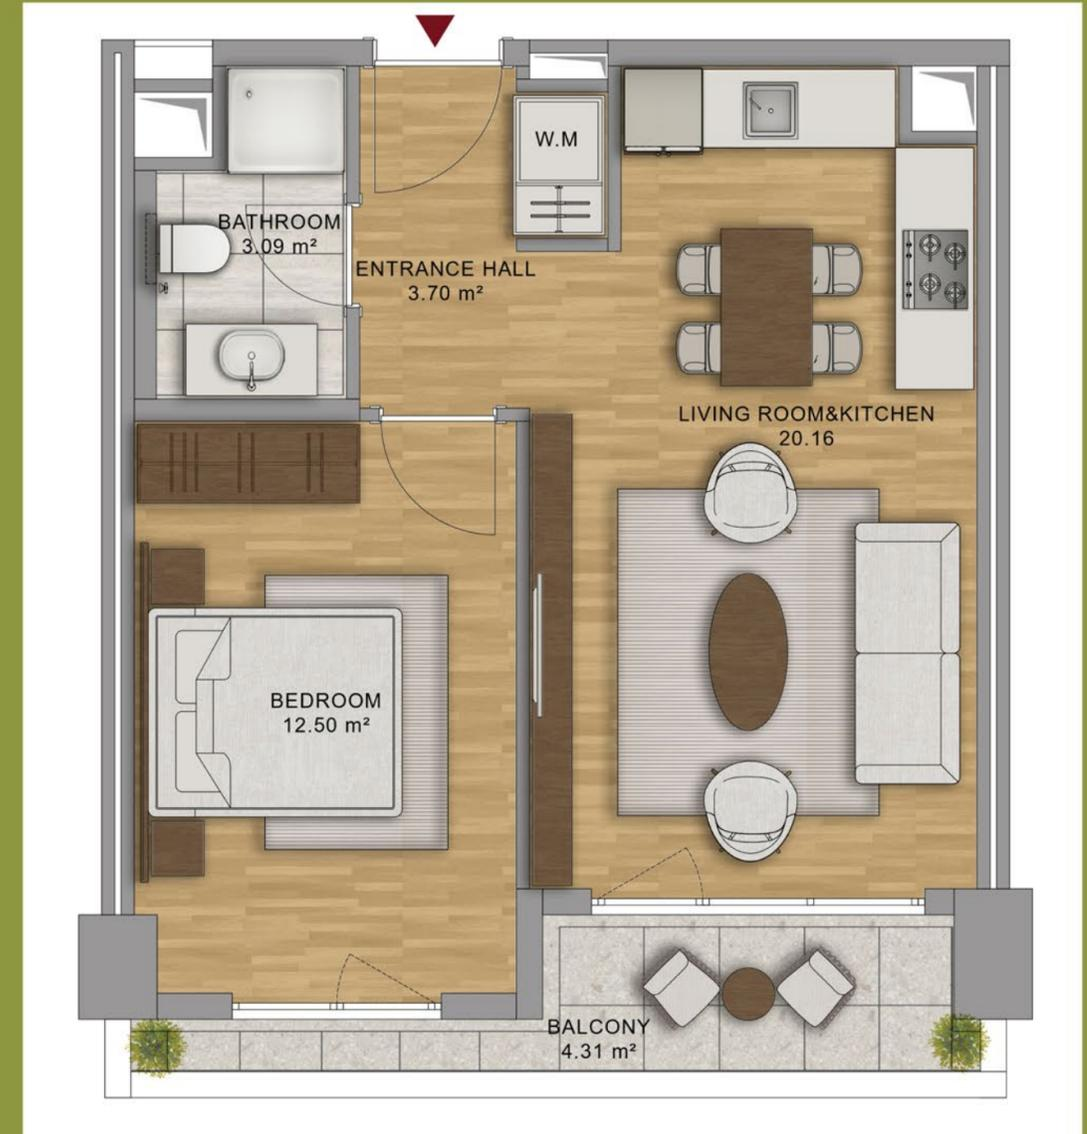 W.M
BATHROOM
3.09 m²
ENTRANCE HALL
3.70 m²
LIVING ROOM&KITCHEN
20.16
BEDROOM
12.50 m²
BALCONY
4.31 m²